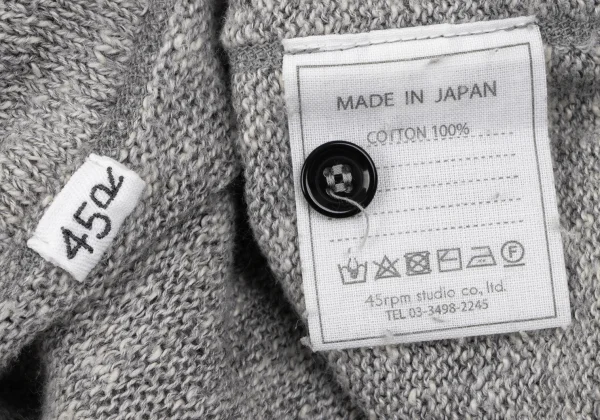 45R
MADE IN JAPAN
COTTON 100%
F
45rpm studio co., ltd.
TEL 03-3498-2245